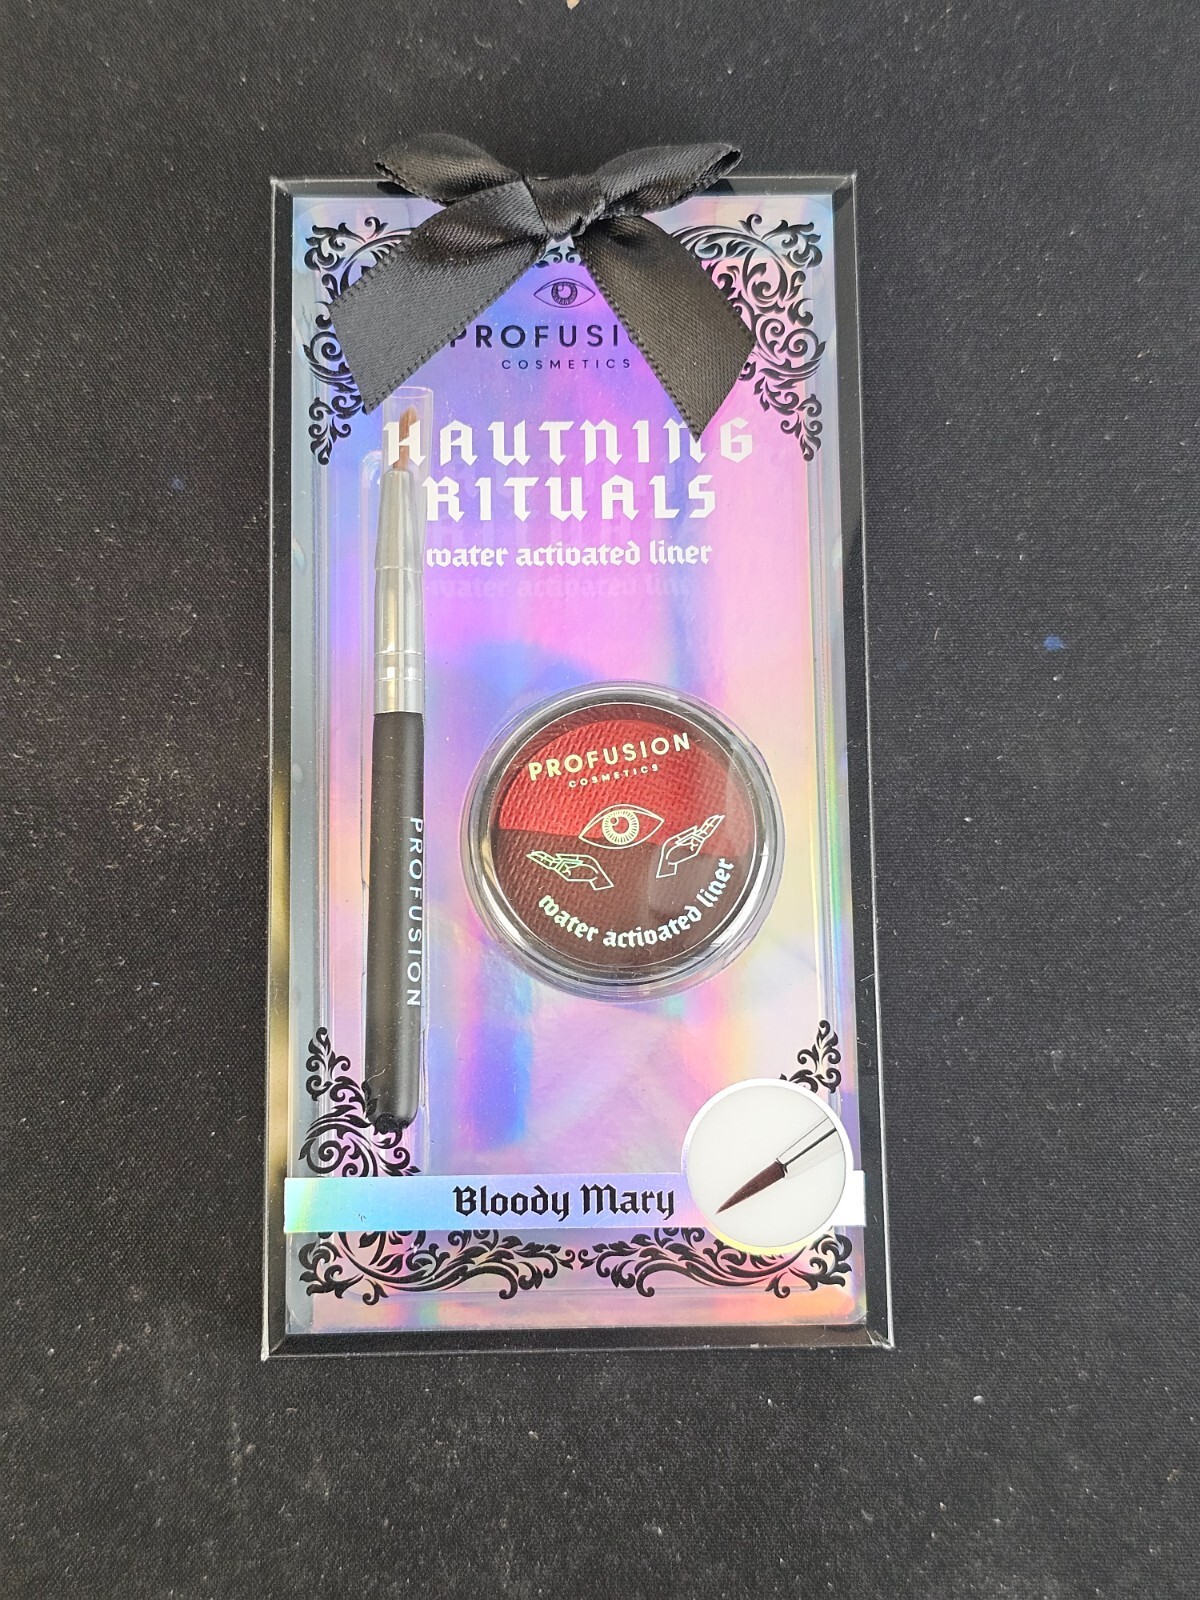 PROFUSI
COSMETICS
HAUTNING
RITUALS
water activated liner
PROFUSION
PROFUSION
COSMETICS
water activated liner
Bloody Mary